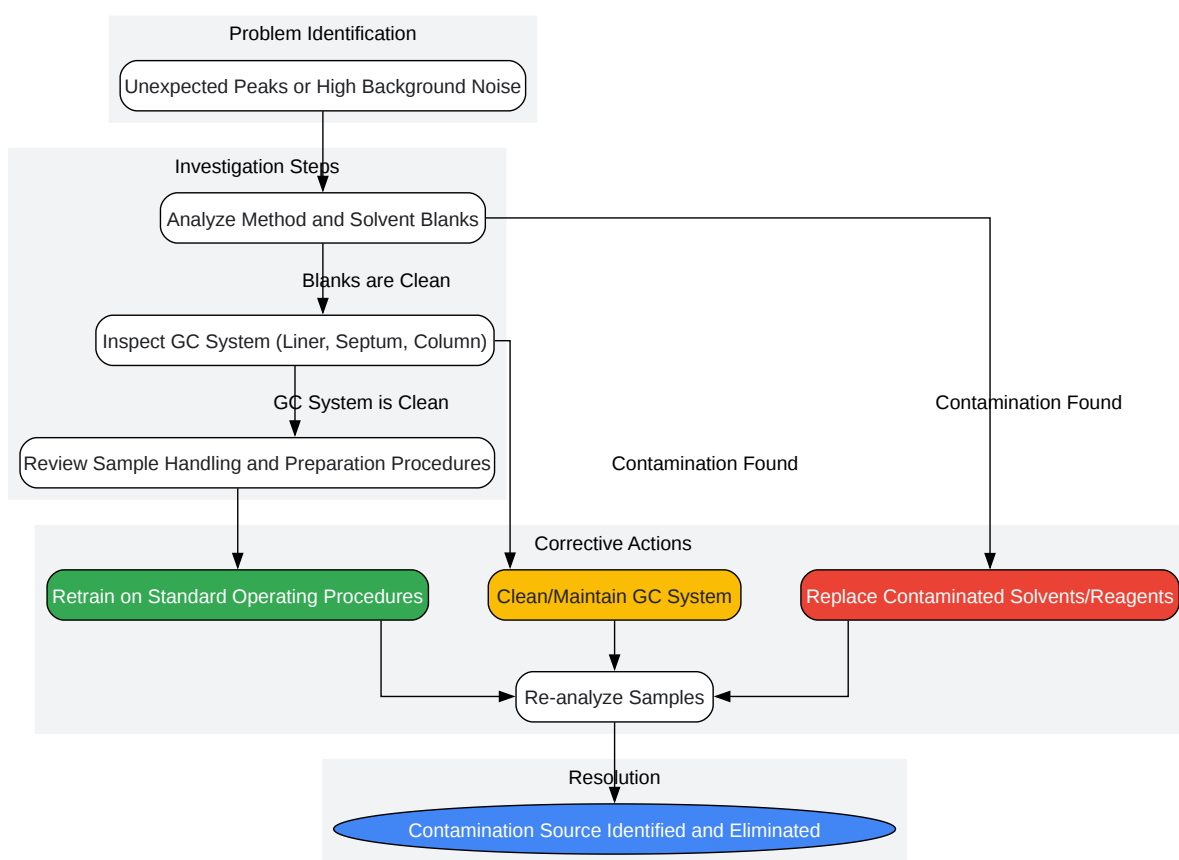 Problem Identification
Unexpected Peaks or High Background Noise
Investigation Steps
Analyze Method and Solvent Blanks
Blanks are Clean
Inspect GC System (Liner, Septum, Column)
GC System is Clean
Contamination Found
Review Sample Handling and Preparation Procedures
Contamination Found
Corrective Actions
Retrain on Standard Operating Procedures
Clean/Maintain GC System
Replace Contaminated Solvents/Reagents
Re-analyze Samples
Resolution
Contamination Source Identified and Eliminated